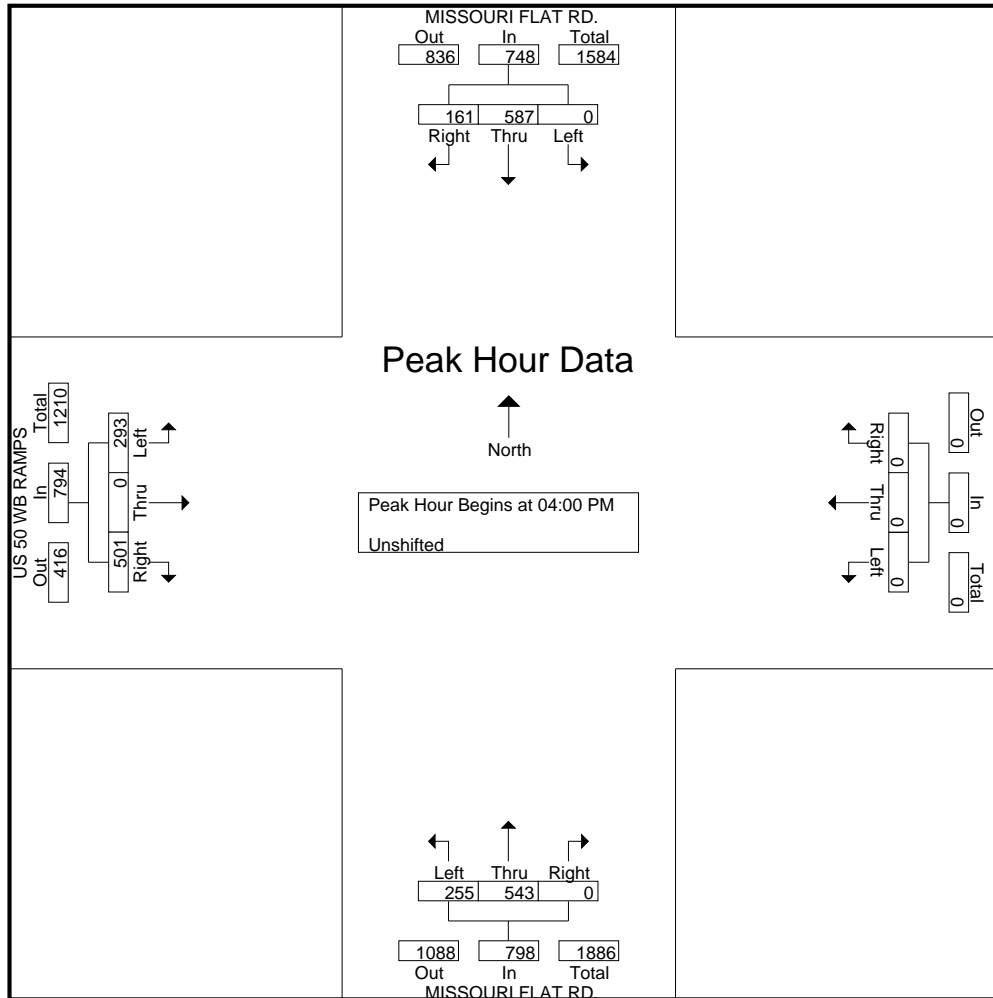 MISSOURI FLAT RD.
Out In Total
836 748 1584
161 587 0
Right Thru Left
Peak Hour Data
North
Peak Hour Begins at 04:00 PM
Unshifted
US 50 WB RAMPS
Total In Out
1210 794 416
293 0 501
Left Thru Right
Right Thru Left
0 0 0
Out In Total
0 0 0
Left Thru Right
255 543 0
1088 798 1886
Out In Total
MISSOURI FLAT RD.